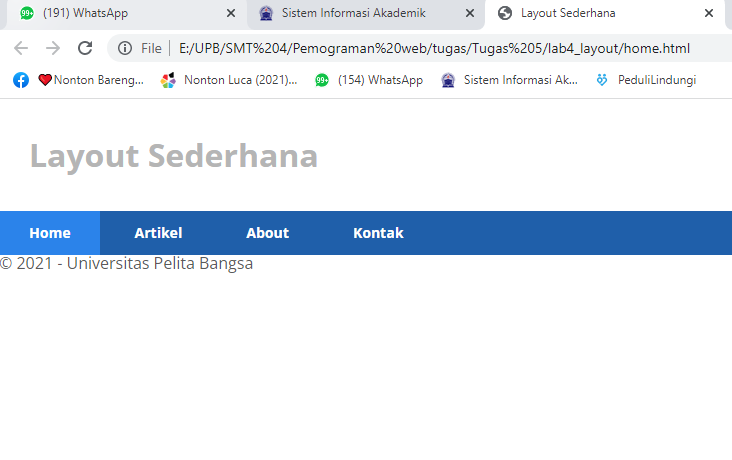 (191) WhatsApp
Sistem Informasi Akademik
Layout Sederhana
File
E:/UPB/SMT%204/Pemograman%20web/tugas/Tugas%205/lab4_layout/home.html
Nonton Bareng...
Nonton Luca (2021)...
99+ (154) WhatsApp
Sistem Informasi Ak...
PeduliLindungi
Layout Sederhana
Home Artikel About Kontak
© 2021 - Universitas Pelita Bangsa